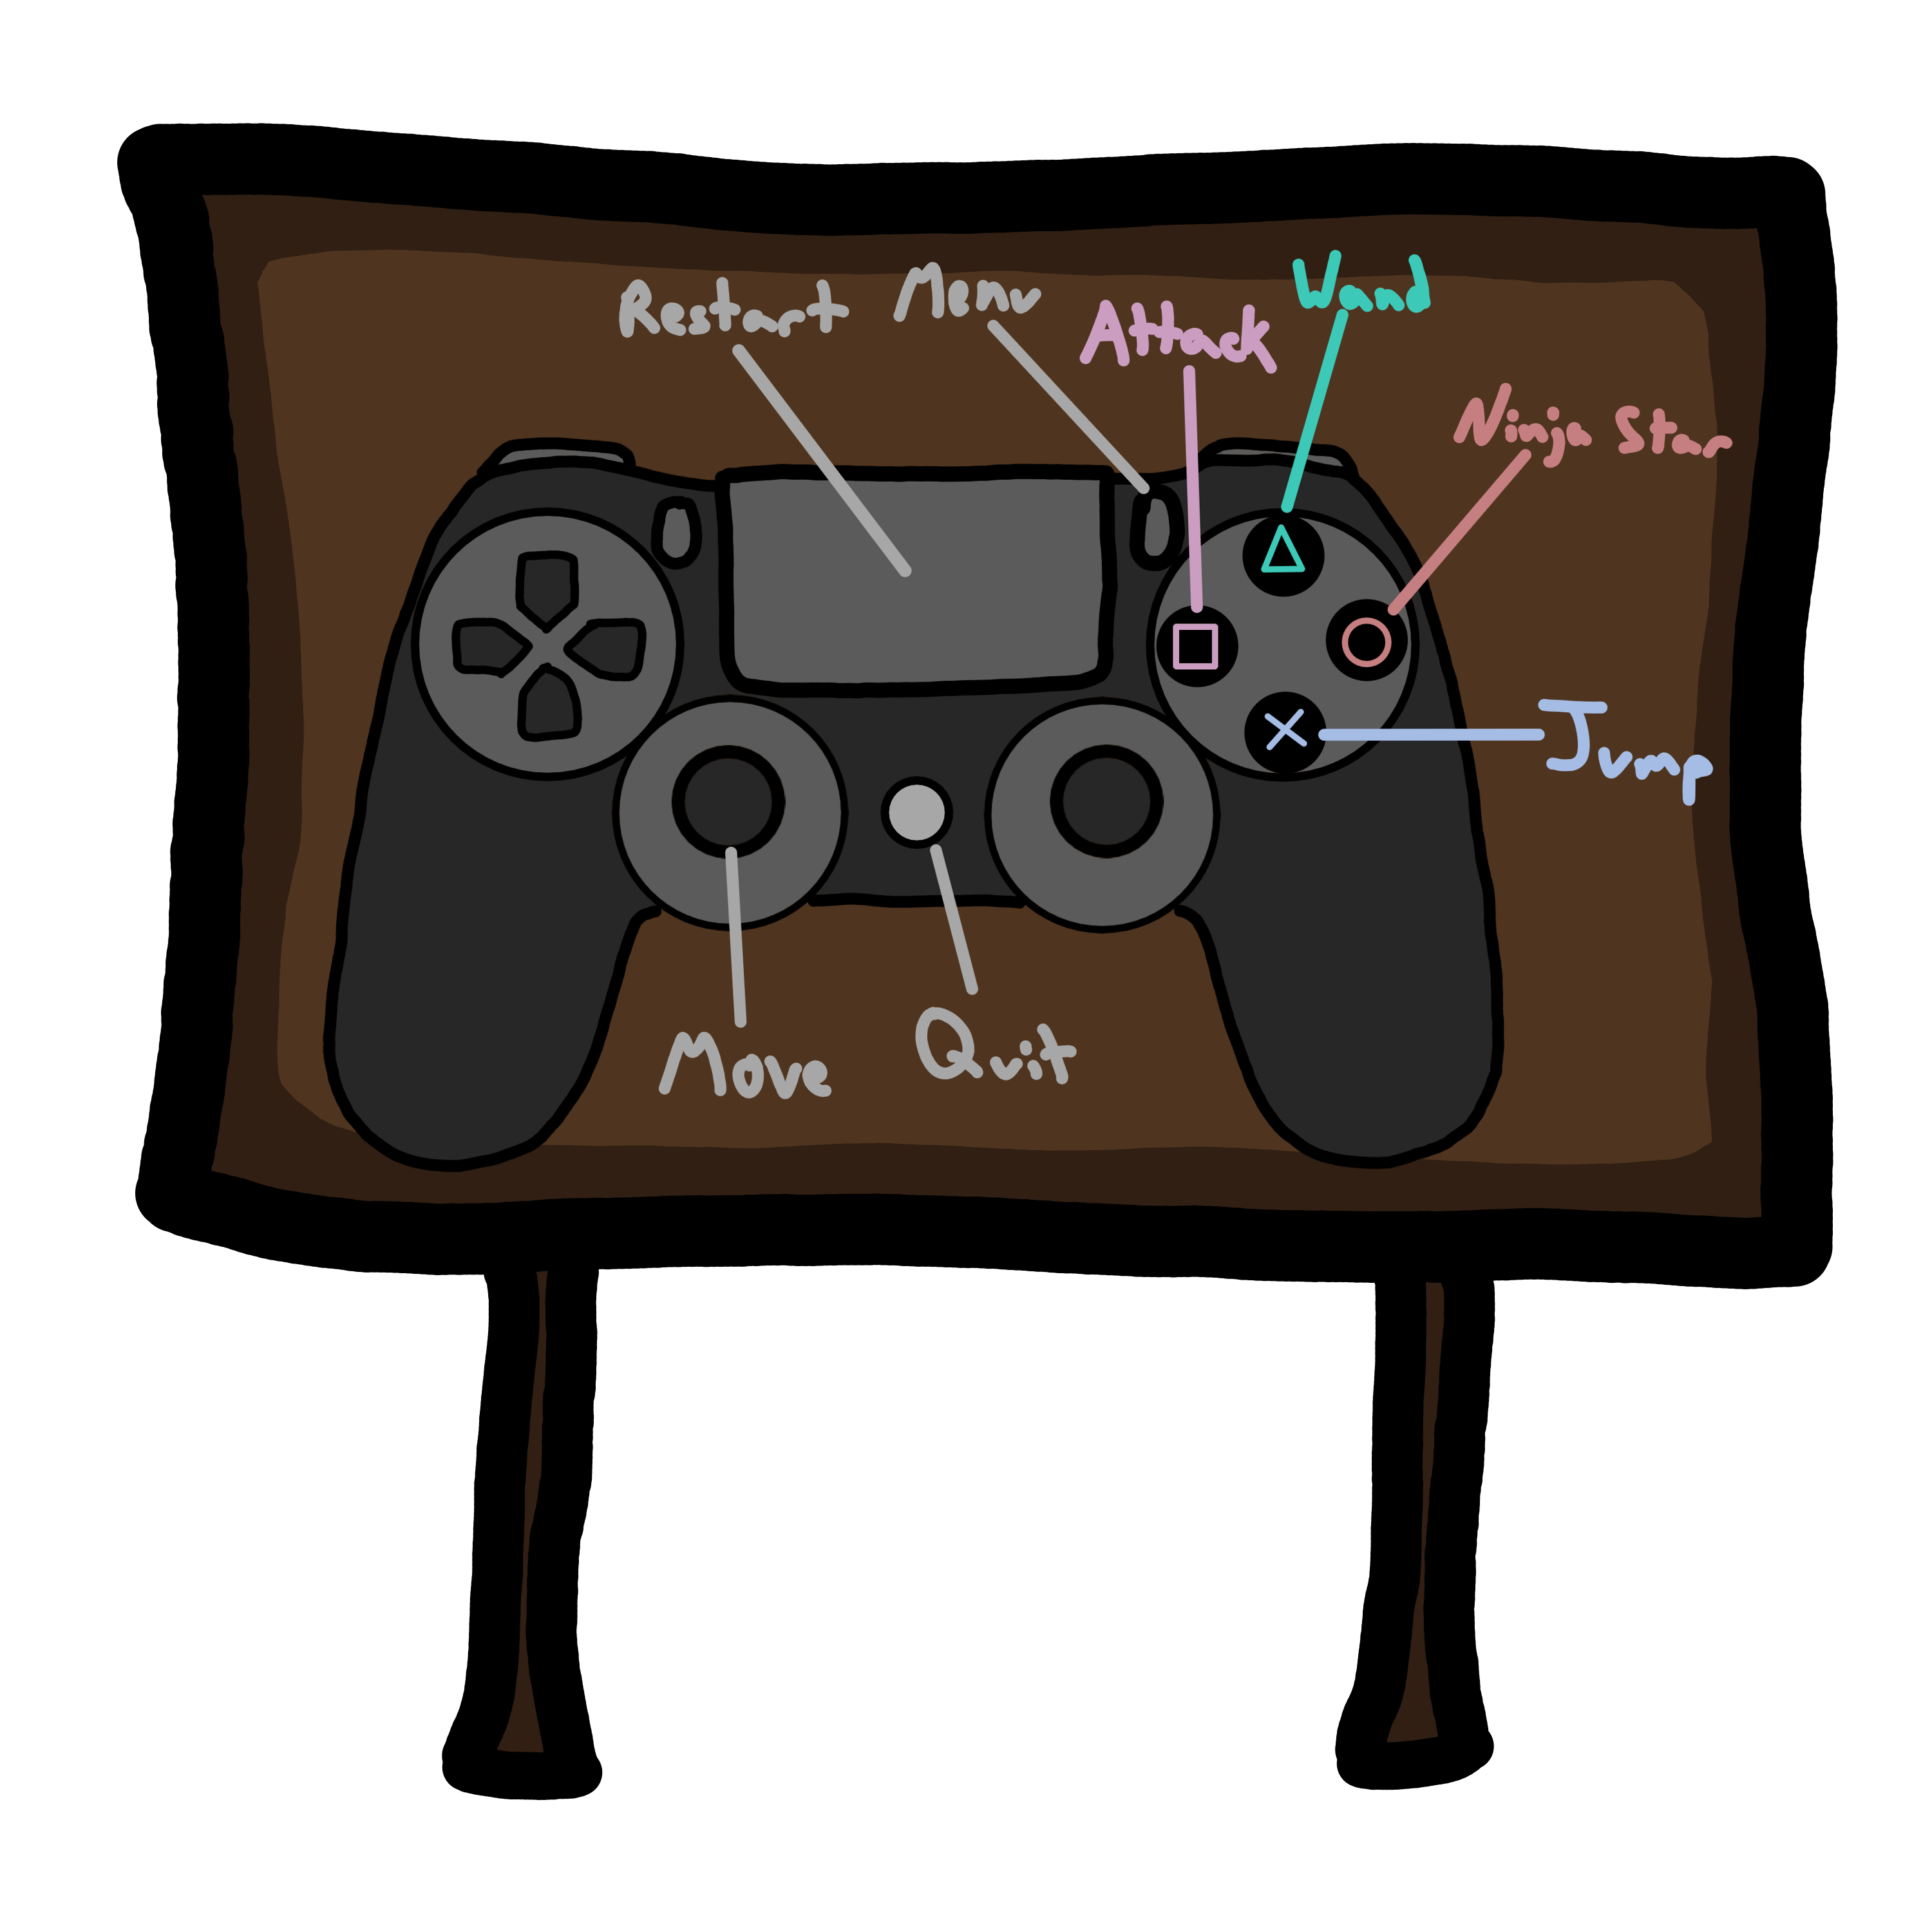 Restart
Menu
Attack
Wand
Ninja Star
Jump
Move
Quit